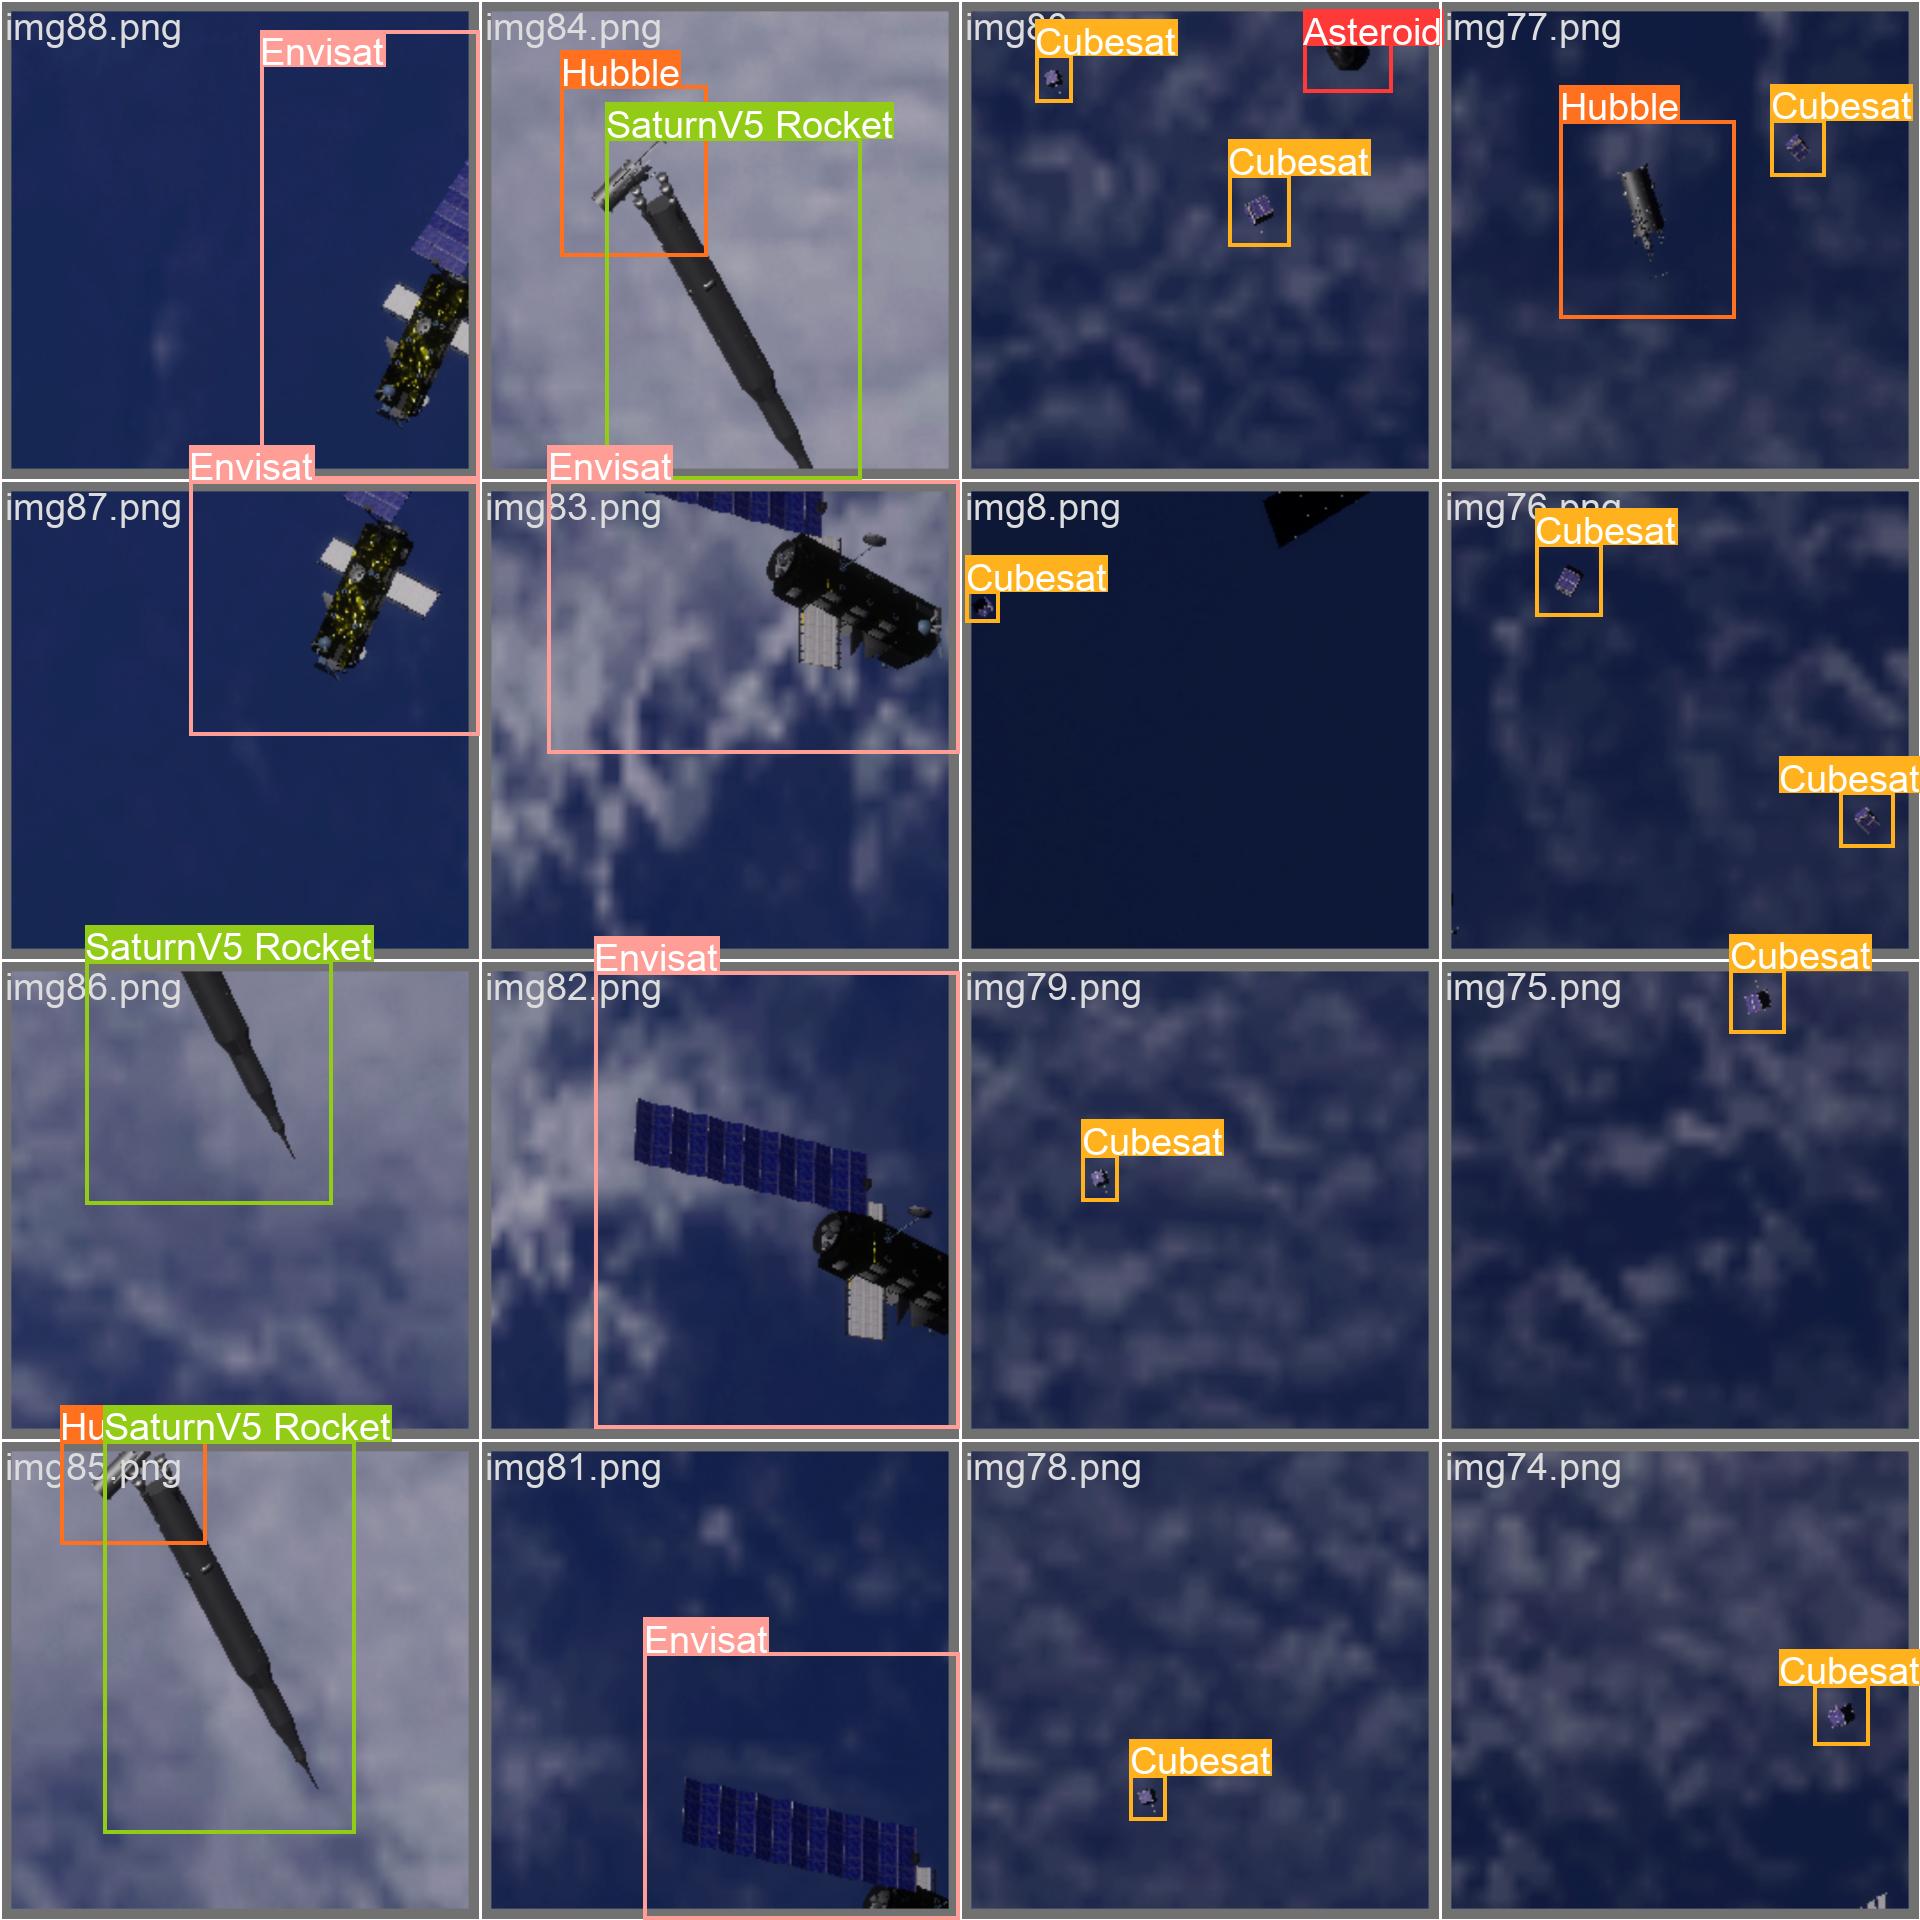 img88.png
Envisat
img84.png
Hubble
SaturnV5 Rocket
Cubesat
Asteroid
Cubesat
img77.png
Hubble
Cubesat
Envisat
img87.png
Envisat
img83.png
img8.png
Cubesat
img76.png
Cubesat
Cubesat
SaturnV5 Rocket
img86.png
Envisat
img82.png
img79.png
Cubesat
Cubesat
img75.png
SaturnV5 Rocket
img85.png
img81.png
Envisat
img78.png
Cubesat
img74.png
Cubesat